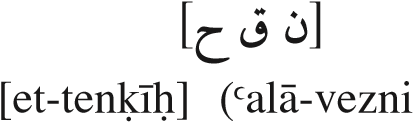 [ن ق ح]
[et-tenḳīḥ] (ʿalā-vezni